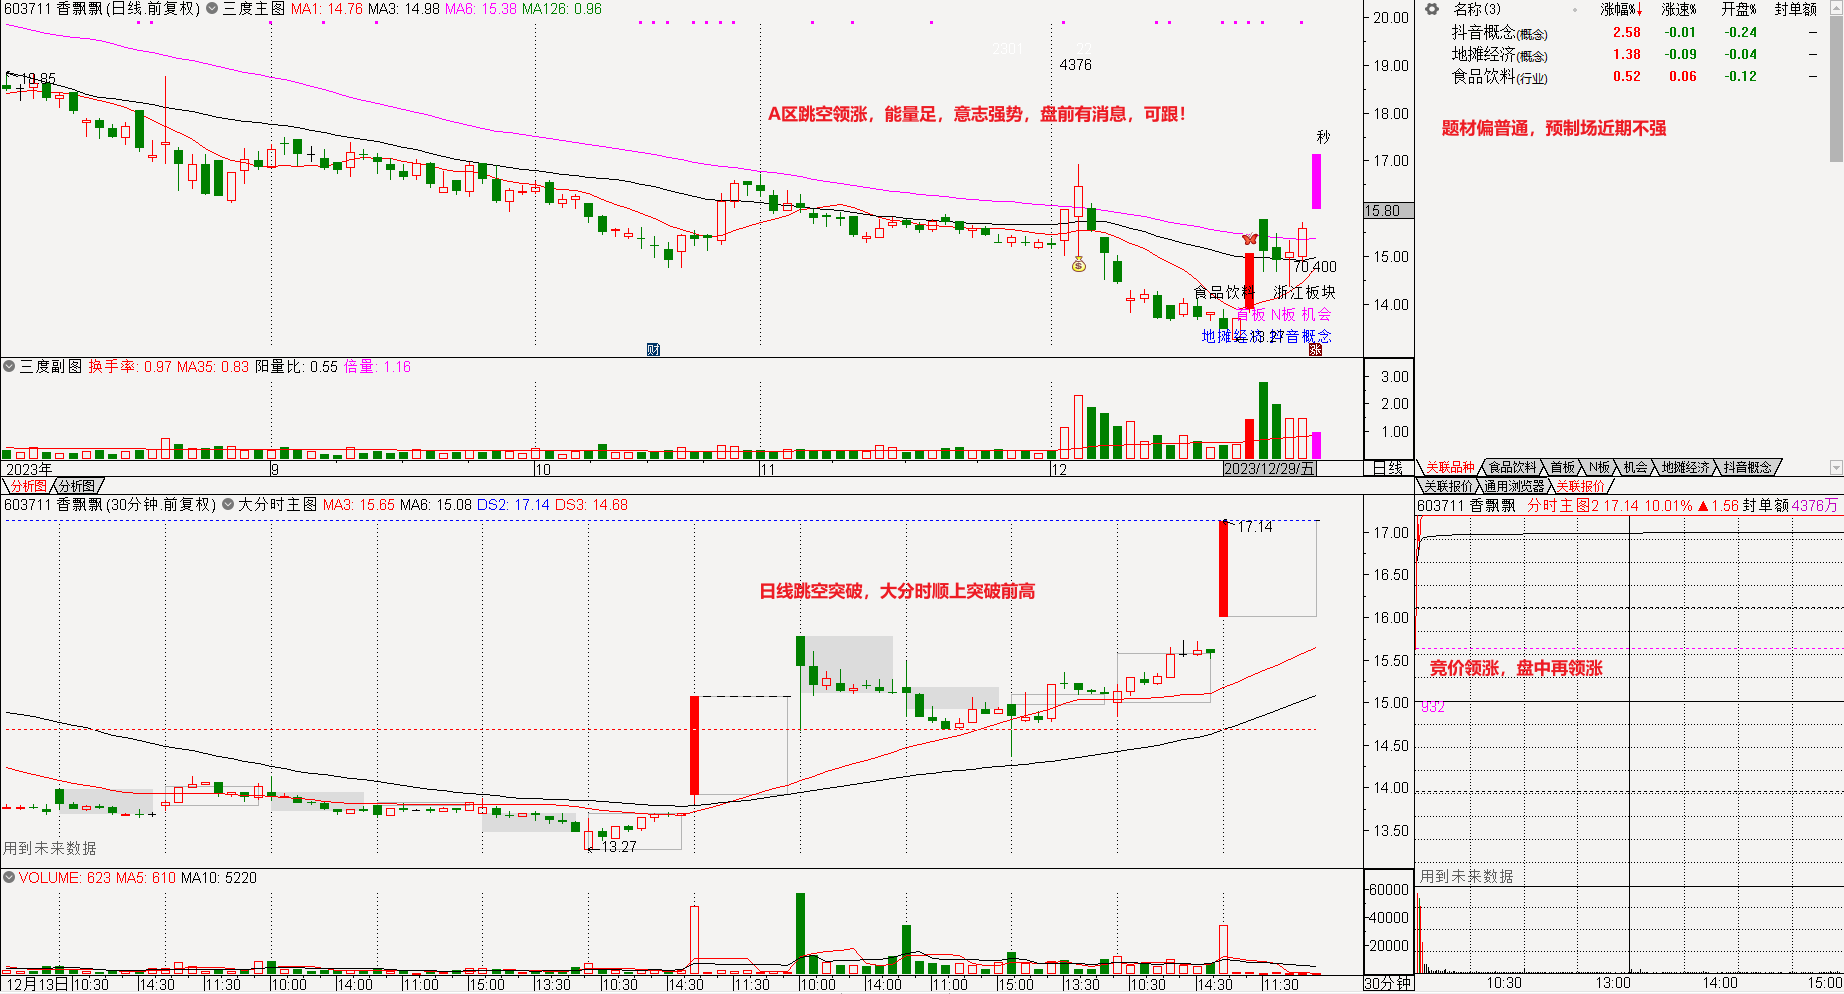 603711 香飘飘(日线.前复权) 三度主图 MA1: 14.76 MA3: 14.98 MA6: 15.38 MA126: 0.96
20.00
2301 22
19.00
4376
18.00
A区跳空领涨，能量足，意志强势，盘前有消息，可跟！
秒
17.00
15.80
15.00
70,400
14.00
食品饮料 浙江板块
首板 N板 机会
地摊经济 抖音概念
13.27
财
涨
三度副图 换手率: 0.97 MA35: 0.83 阳量比: 0.55 倍量: 1.16
3.00
2.00
1.00
2023年 9 10 11 12 2023/12/29/五 日线
分析图 分析图
603711 香飘飘(30分钟.前复权) 大分时主图 MA3: 15.65 MA6: 15.08 DS2: 17.14 DS3: 14.68
17.14
17.00
16.50
日线跳空突破，大分时顺上突破前高
16.00
15.50
15.00
14.50
14.00
13.50
13.27
用到未来数据
VOLUME: 623 MA5: 610 MA10: 5220
60000
40000
20000
12月13日 10:30 14:30 11:30 10:00 14:00 11:00 15:00 13:30 10:30 14:30 11:30 10:00 14:00 11:00 15:00 13:30 10:30 14:30 11:30 30分钟
名称(3) 涨幅%↓ 涨速% 开盘% 封单额
抖音概念(概念) 2.58 -0.01 -0.24 —
地摊经济(概念) 1.38 -0.09 -0.04 —
食品饮料(行业) 0.52 0.06 -0.12 —
题材偏普通，预制场近期不强
关联品种 食品饮料 首板 N板 机会 地摊经济 抖音概念
关联报价 通用浏览器 关联报价
603711 香飘飘 分时主图2 17.14 10.01% ▲1.56 封单额4376万
竞价领涨，盘中再领涨
932
用到未来数据
10:30 13:00 14:00 15:00